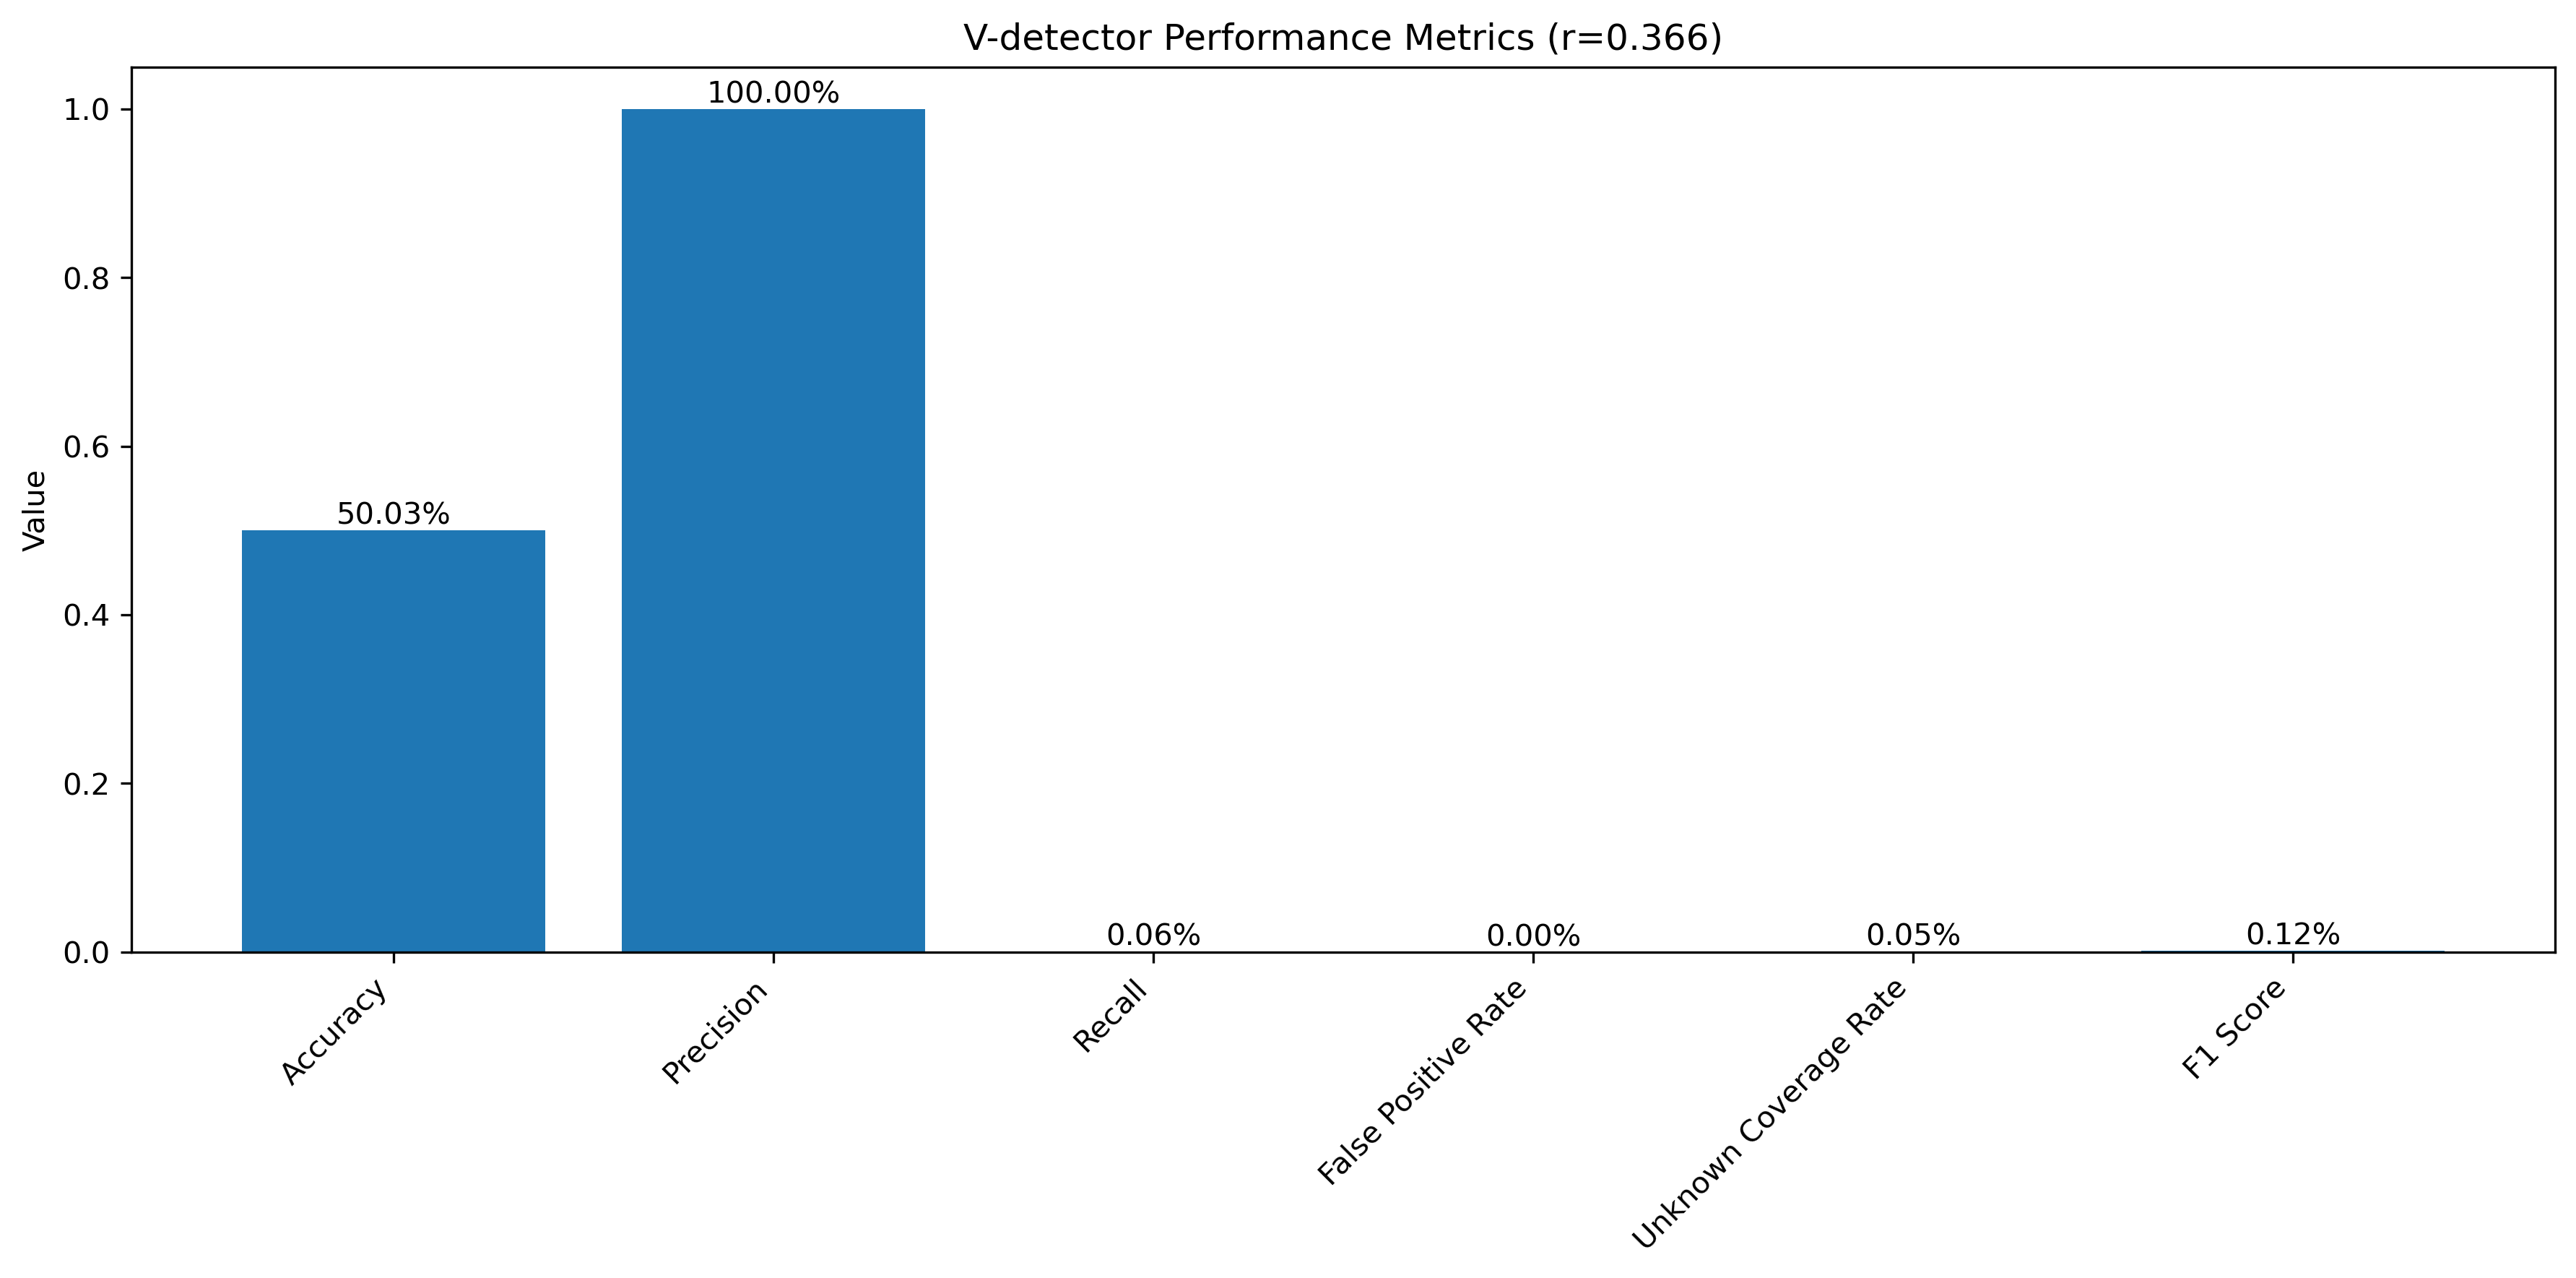 V-detector Performance Metrics (r=0.366)
Value
1.0
0.8
0.6
0.4
0.2
0.0
50.03%
100.00%
0.06%
0.00%
0.05%
0.12%
Accuracy
Precision
Recall
False Positive Rate
Unknown Coverage Rate
F1 Score